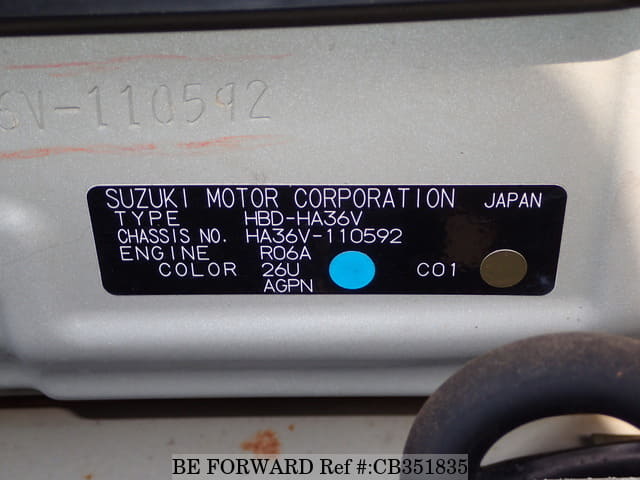 6V-110592
SUZUKI MOTOR CORPORATION JAPAN
TYPE HBD-HA36V
CHASSIS NO. HA36V-110592
ENGINE R06A
COLOR 26U C01
AGPN
BE FORWARD Ref #:CB351835